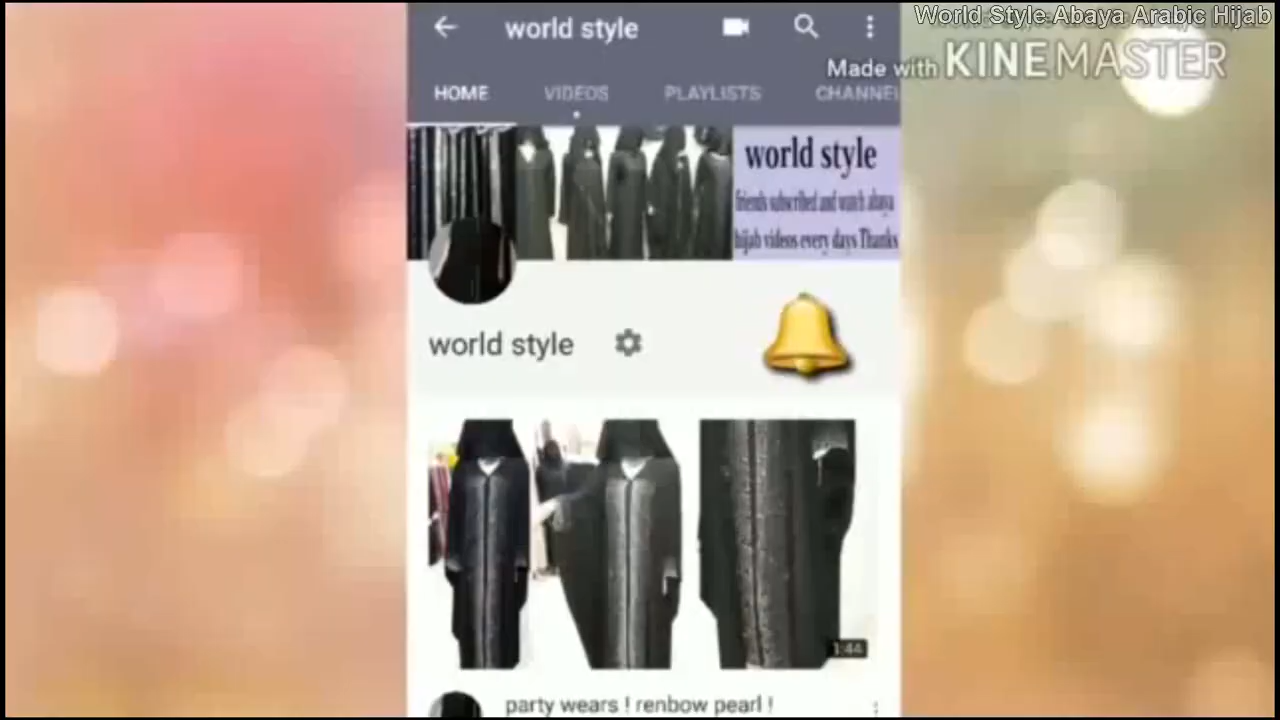 World Style Abaya Arabic Hijab
Made with KINEMASTER
world style
HOME VIDEOS PLAYLISTS CHANNEL
world style
friends subscribed and watch abaya
hijab videos every days Thanks
world style
1:44
party wears ! renbow pearl !